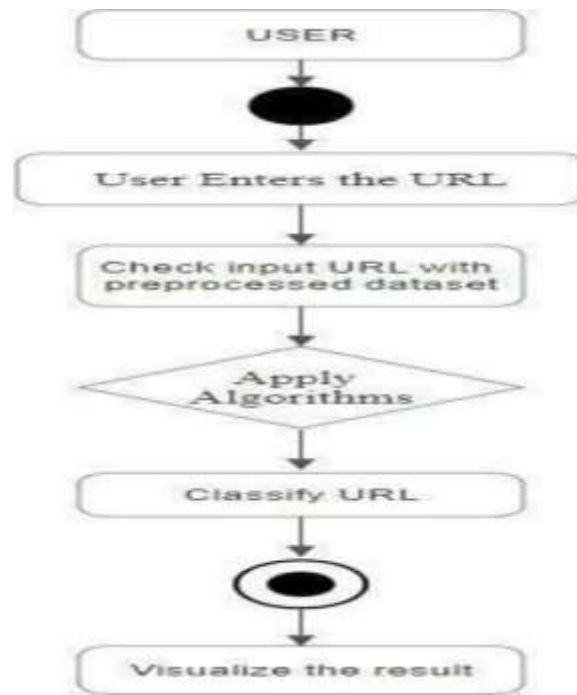 USER
User Enters the URL
Check input URL with
preprocessed dataset
Apply
Algorithms
Classify URL
Visualize the result